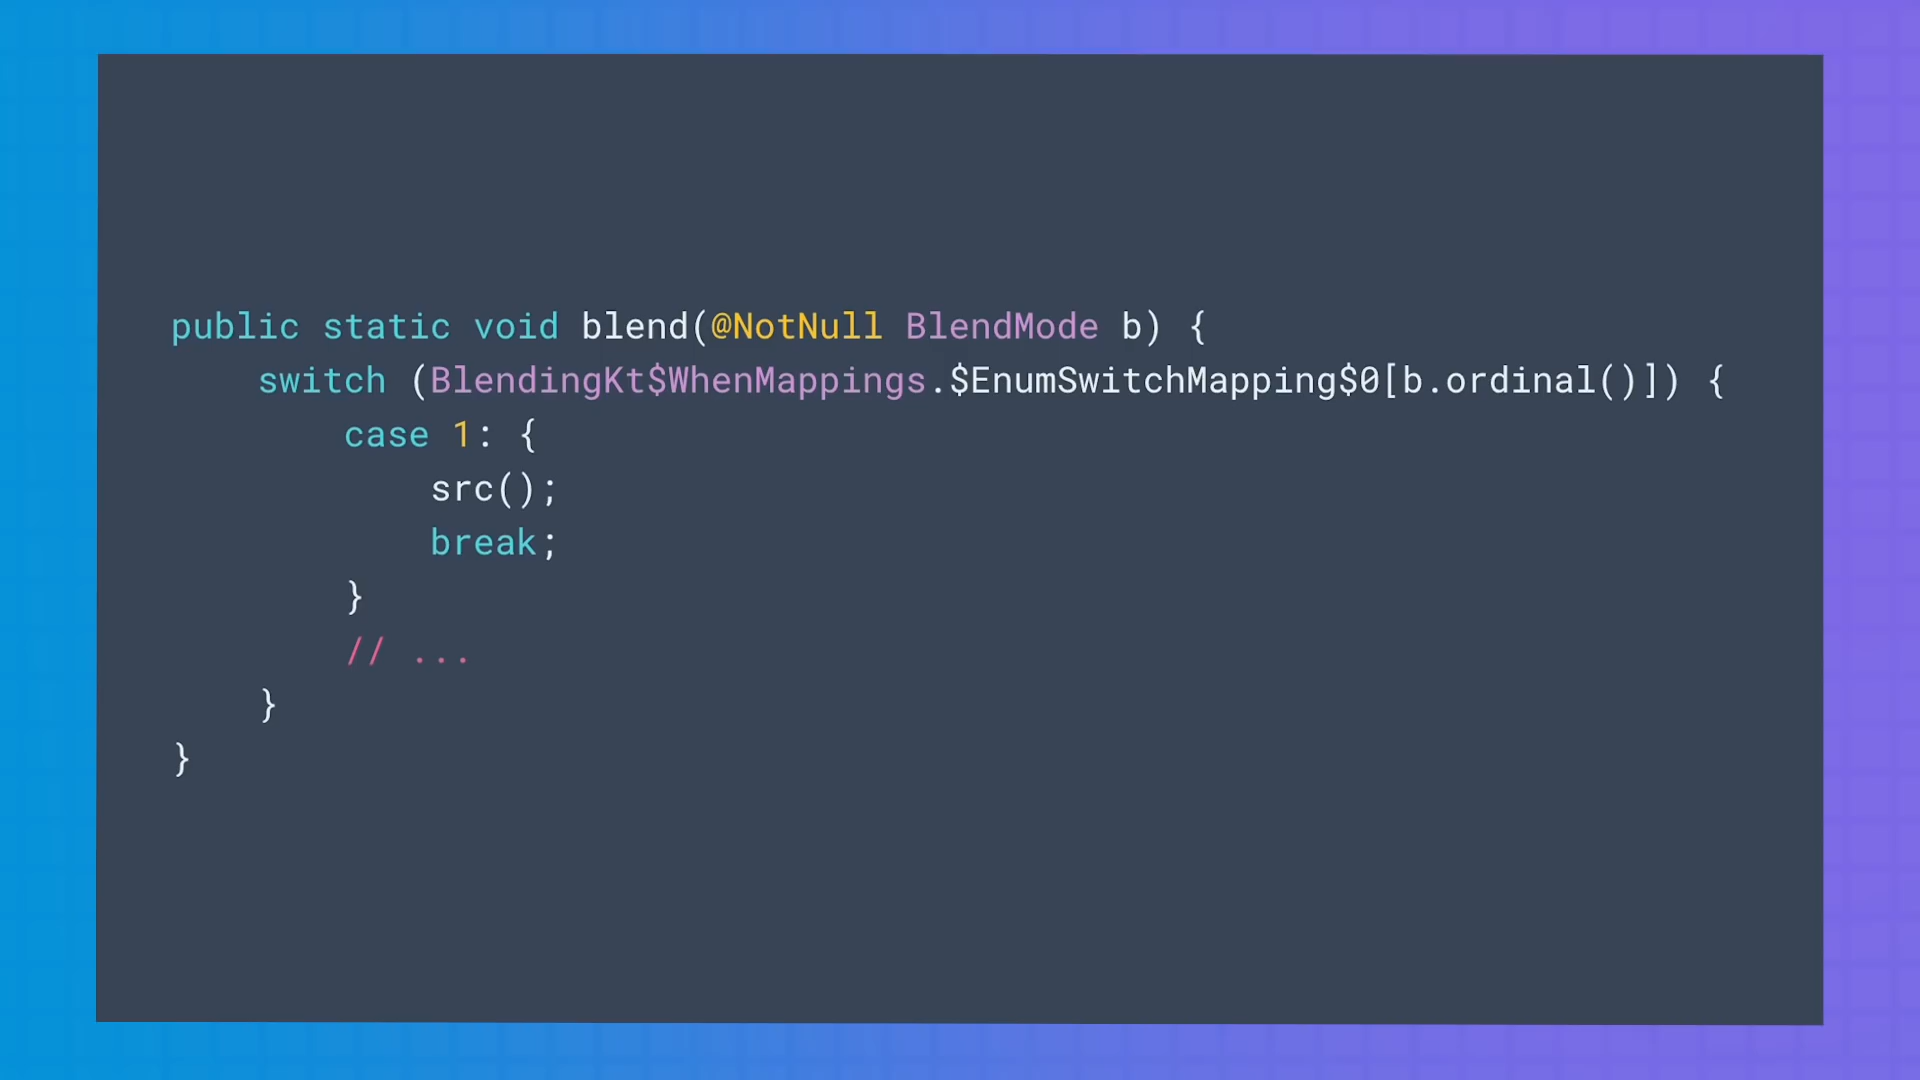 public static void blend(@NotNull BlendMode b) {
    switch (BlendingKt$WhenMappings.$EnumSwitchMapping$0[b.ordinal()]) {
        case 1: {
            src();
            break;
        }
        // ...
    }
}